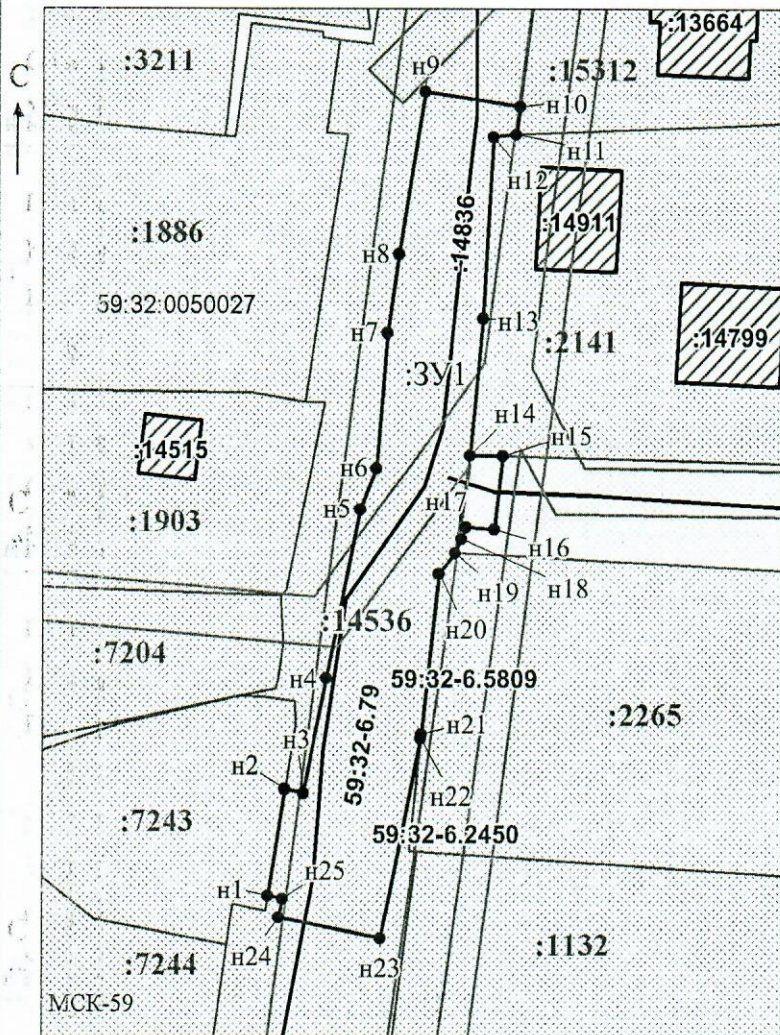 :13664
:3211
:15312
С
н9
н10
н11
н12
:14836
:1886
:14911
н8
59:32:0050027
н7
н13
:2141
:14799
:ЗУ1
н14
:14515
н15
н6
н17
н5
:1903
н16
н18
н19
:14536
н20
:7204
н4
59:32-6.5809
:2265
н3
59:32-6.79
н21
н2
н22
:7243
59:32-6.2450
н25
н1
н24
н23
:1132
:7244
МСК-59